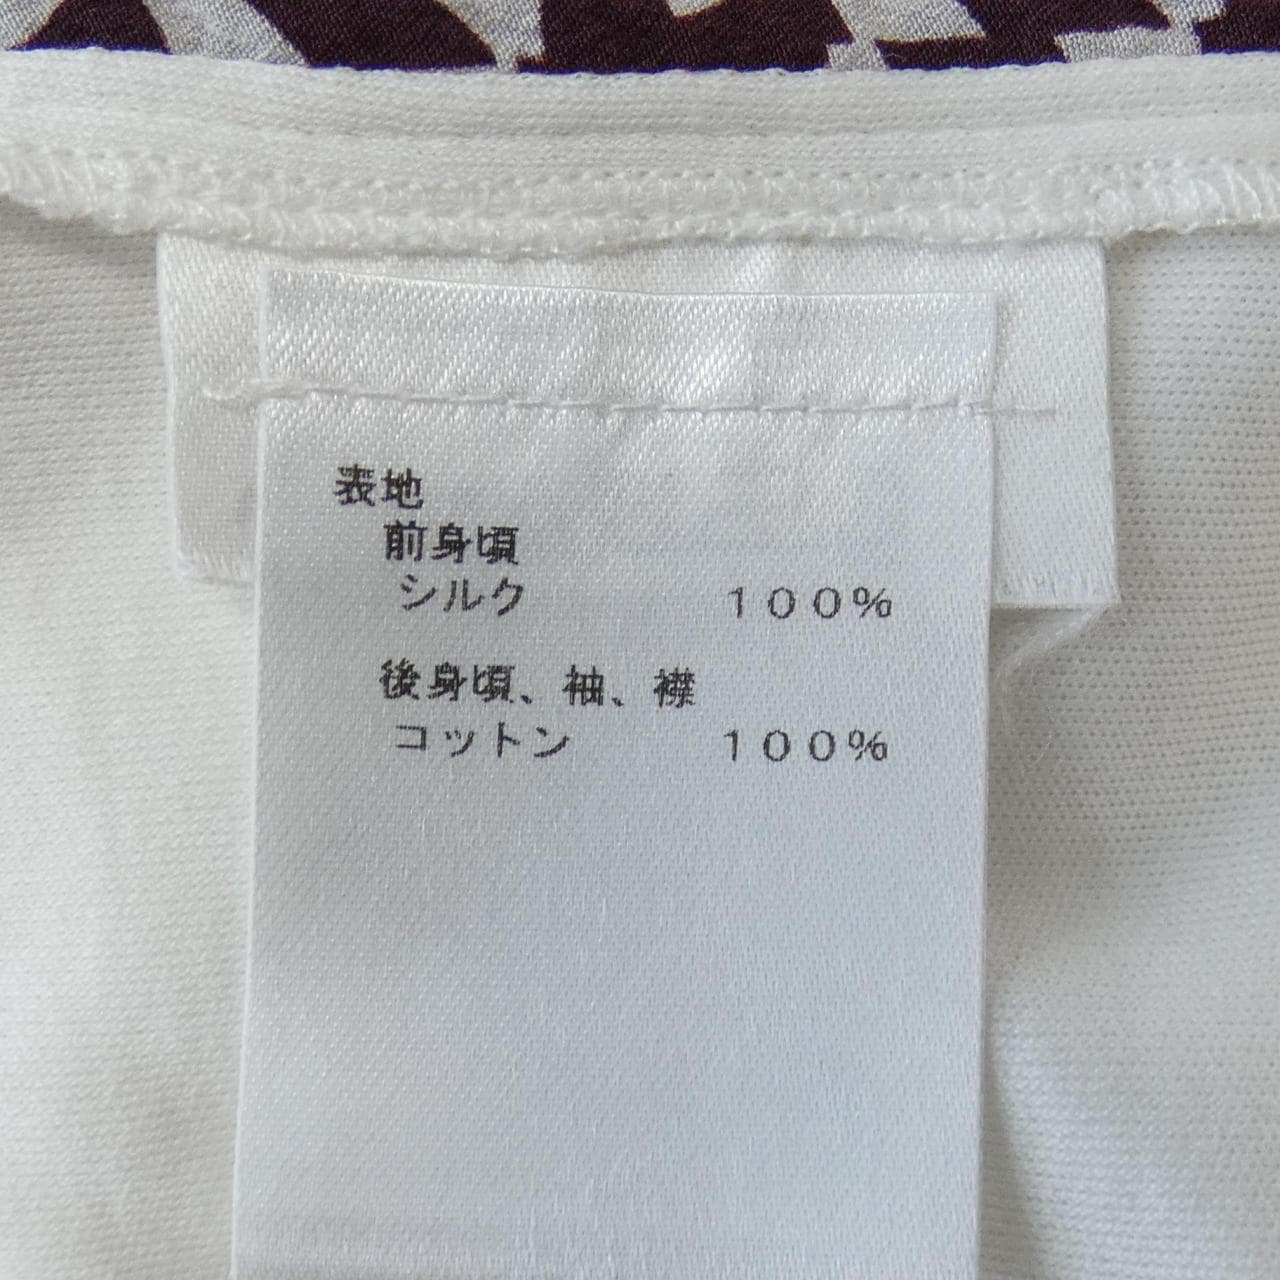 表地
前身頃
シルク 100%
後身頃、袖、襟
コットン 100%